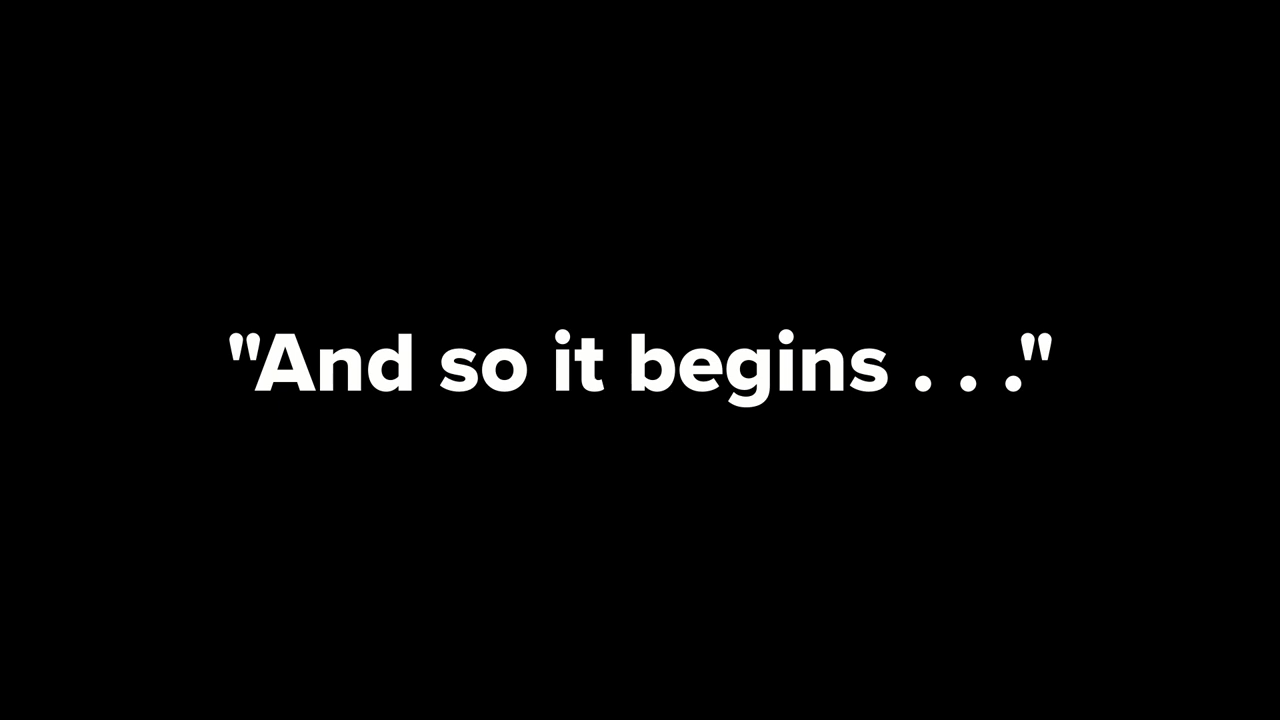 "And so it begins . . ."